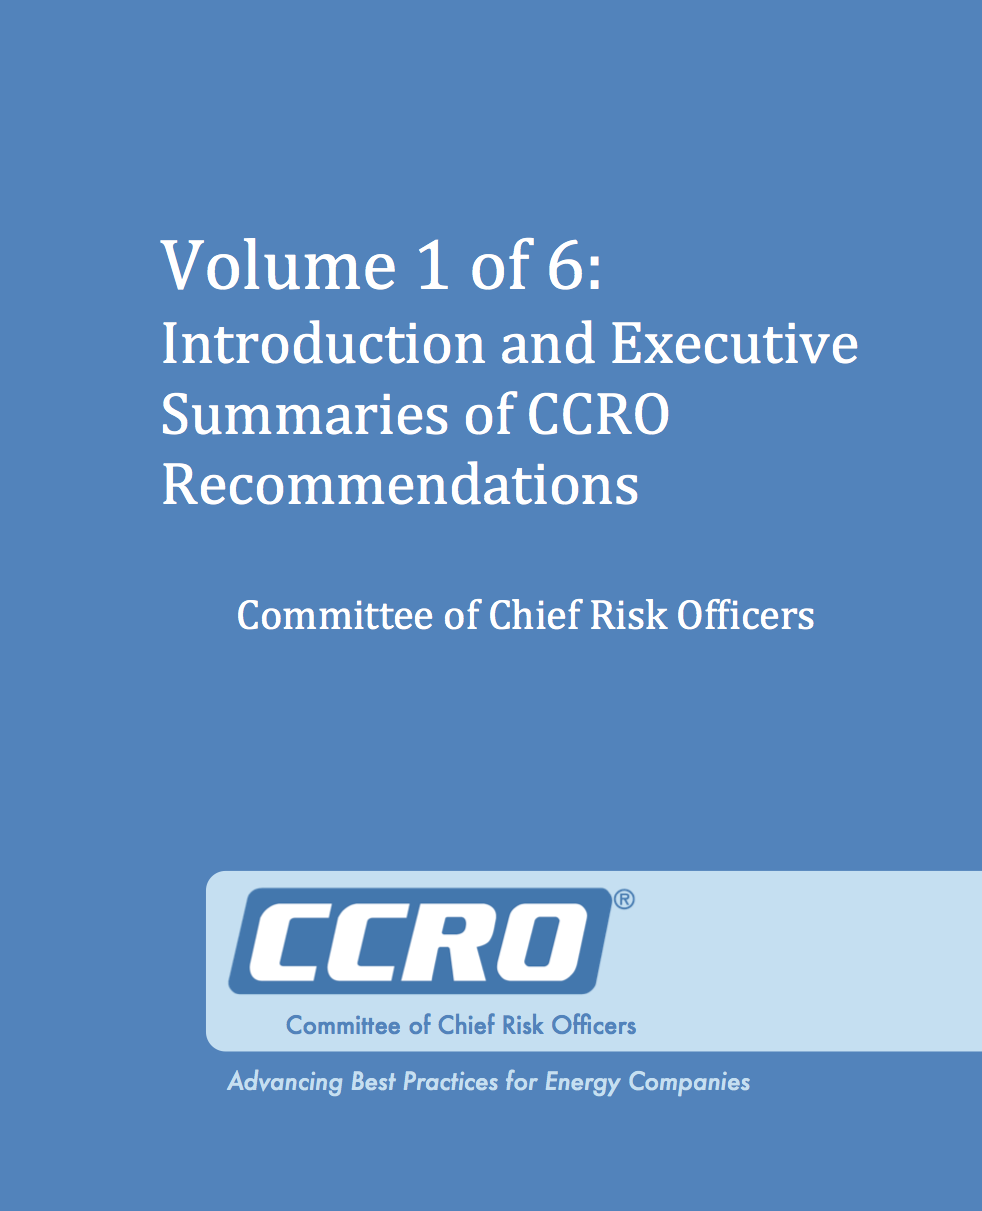 Volume 1 of 6:
Introduction and Executive
Summaries of CCRO
Recommendations
Committee of Chief Risk Officers
CCRO®
Committee of Chief Risk Officers
Advancing Best Practices for Energy Companies